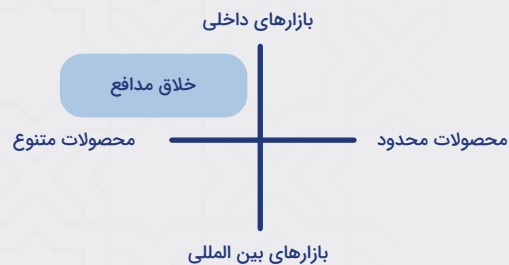 بازارهای داخلی
خلاق مدافع
محصولات محدود
محصولات متنوع
بازارهای بین المللی